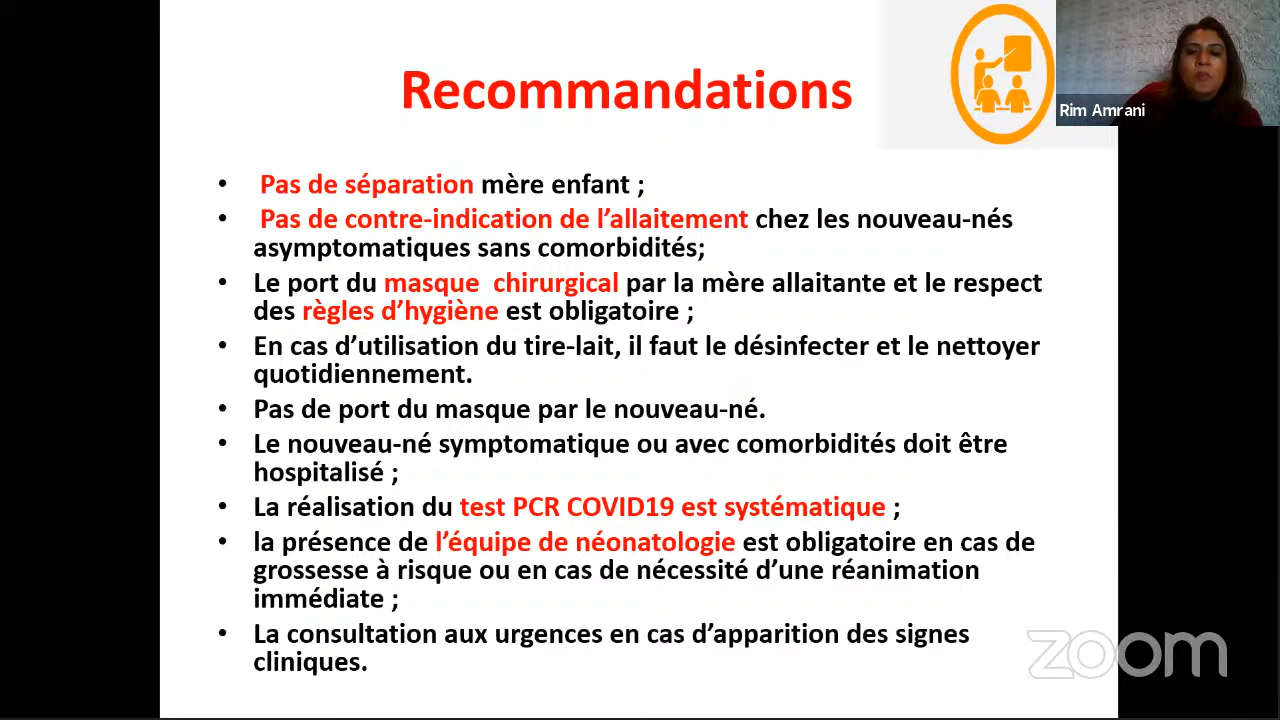 Recommandations
Rim Amrani
• Pas de séparation mère enfant ;
• Pas de contre-indication de l’allaitement chez les nouveau-nés
asymptomatiques sans comorbidités;
• Le port du masque chirurgical par la mère allaitante et le respect
des règles d’hygiène est obligatoire ;
• En cas d’utilisation du tire-lait, il faut le désinfecter et le nettoyer
quotidiennement.
• Pas de port du masque par le nouveau-né.
• Le nouveau-né symptomatique ou avec comorbidités doit être
hospitalisé ;
• La réalisation du test PCR COVID19 est systématique ;
• la présence de l’équipe de néonatologie est obligatoire en cas de
grossesse à risque ou en cas de nécessité d’une réanimation
immédiate ;
• La consultation aux urgences en cas d’apparition des signes
cliniques.
zoom